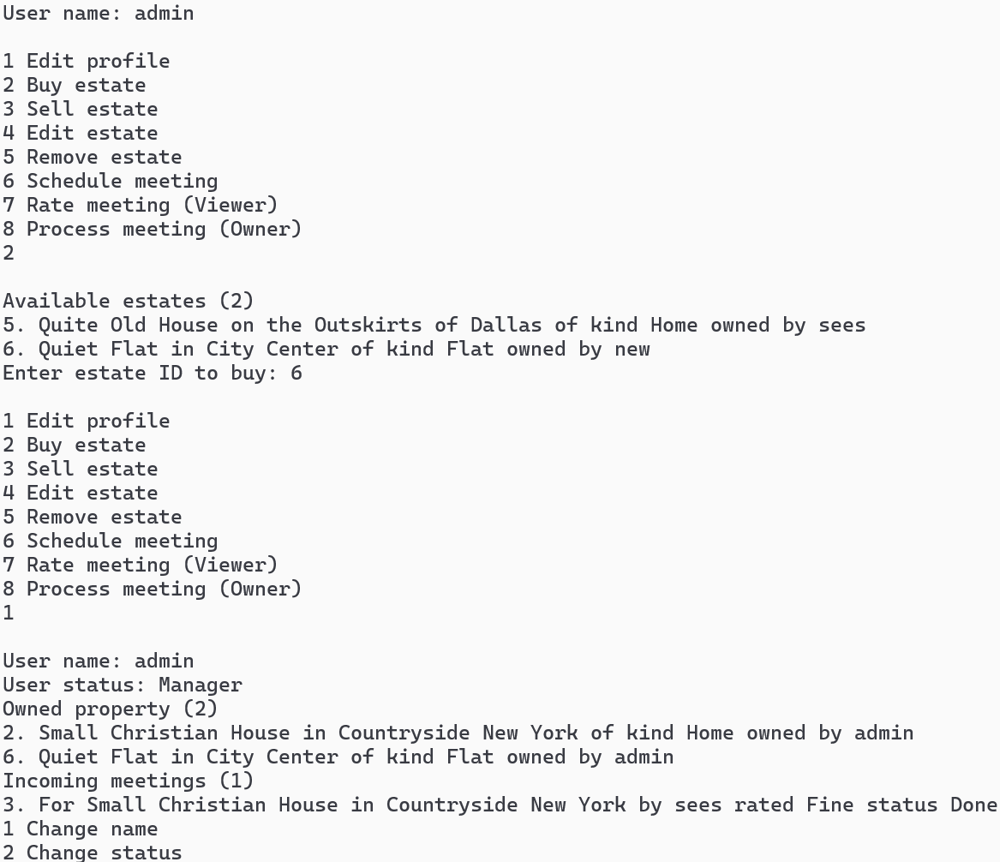 User name: admin
1 Edit profile
2 Buy estate
3 Sell estate
4 Edit estate
5 Remove estate
6 Schedule meeting
7 Rate meeting (Viewer)
8 Process meeting (Owner)
2
Available estates (2)
5. Quite Old House on the Outskirts of Dallas of kind Home owned by sees
6. Quiet Flat in City Center of kind Flat owned by new
Enter estate ID to buy: 6
1 Edit profile
2 Buy estate
3 Sell estate
4 Edit estate
5 Remove estate
6 Schedule meeting
7 Rate meeting (Viewer)
8 Process meeting (Owner)
1
User name: admin
User status: Manager
Owned property (2)
2. Small Christian House in Countryside New York of kind Home owned by admin
6. Quiet Flat in City Center of kind Flat owned by admin
Incoming meetings (1)
3. For Small Christian House in Countryside New York by sees rated Fine status Done
1 Change name
2 Change status